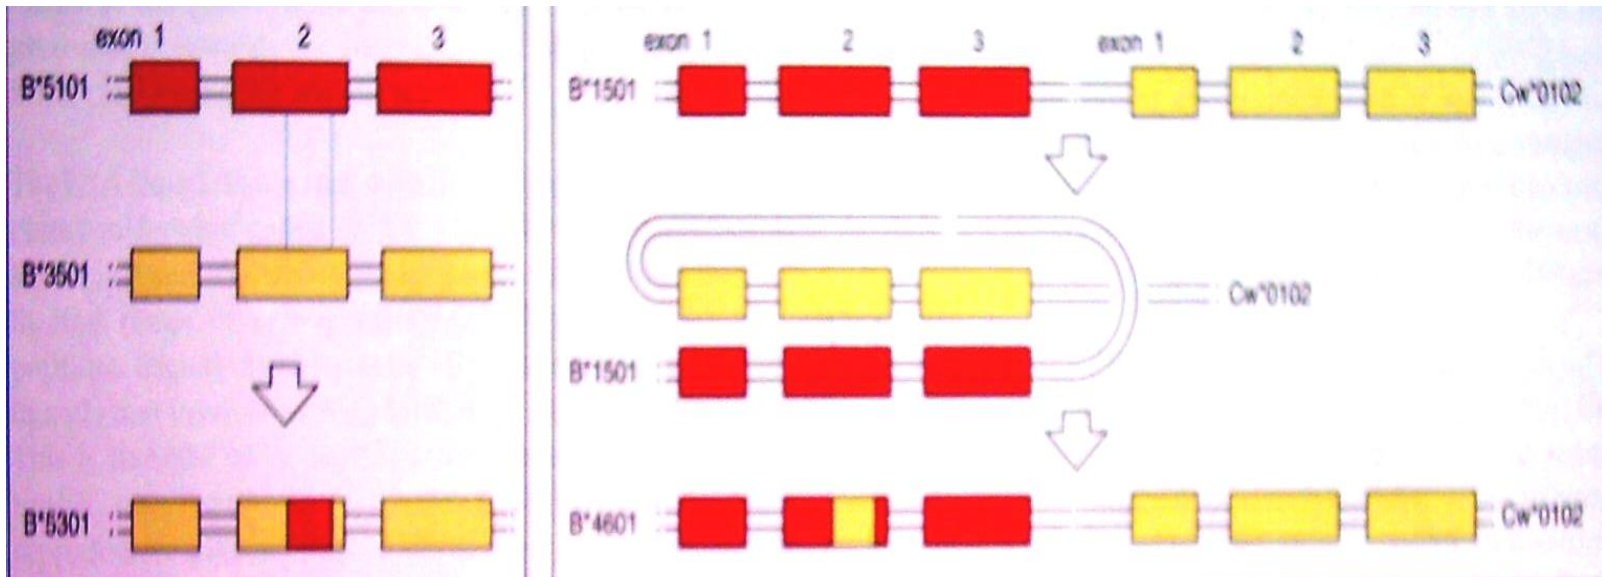 exon 1 2 3
B*5101
B*3501
B*5301
exon 1 2 3 exon 1 2 3
B*1501 Cw*0102
Cw*0102
B*1501
B*4601 Cw*0102